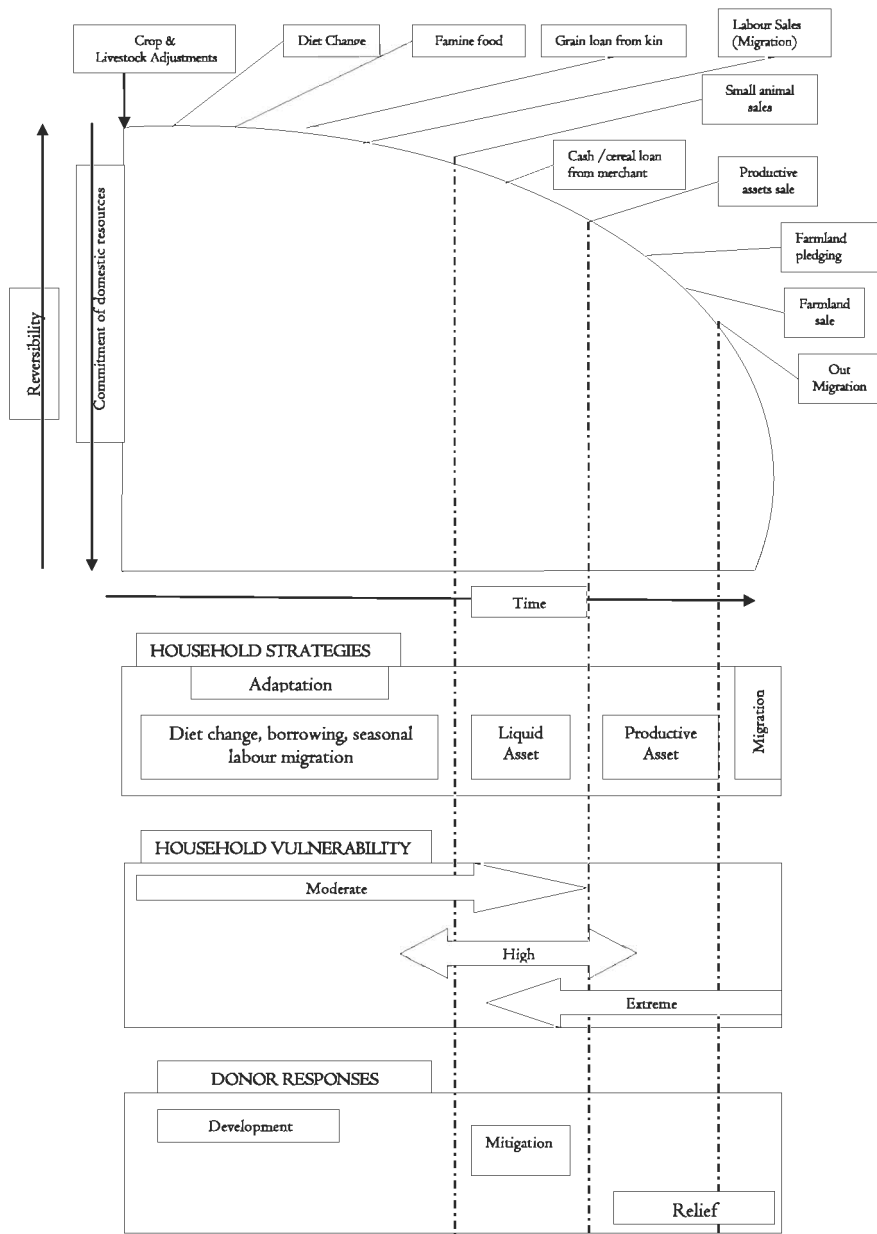 Crop &
Livestock Adjustments
Diet Change
Famine food
Grain loan from kin
Labour Sales
(Migration)
Small animal
sales
Cash /cereal loan
from merchant
Productive
assets sale
Farmland
pledging
Farmland
sale
Out
Migration
Reversibility
Commitment of domestic resources
Time
HOUSEHOLD STRATEGIES
Adaptation
Diet change, borrowing, seasonal
labour migration
Liquid
Asset
Productive
Asset
Migration
HOUSEHOLD VULNERABILITY
Moderate
High
Extreme
DONOR RESPONSES
Development
Mitigation
Relief